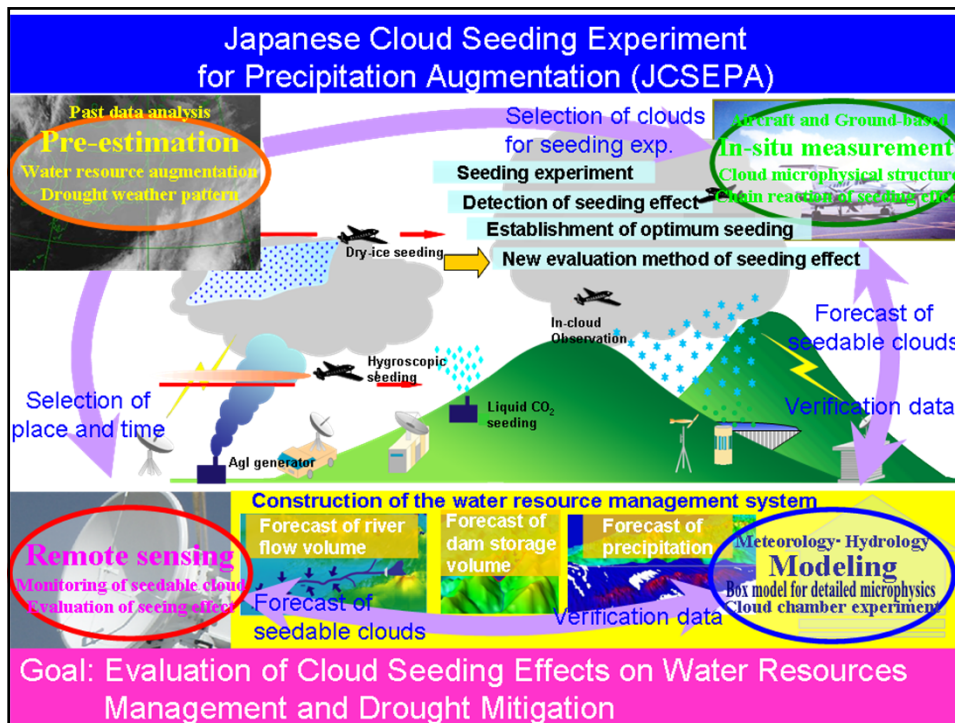 Japanese Cloud Seeding Experiment
for Precipitation Augmentation (JCSEPA)
Past data analysis
Pre-estimation
Water resource augmentation
Drought weather pattern
Selection of clouds
for seeding exp.
Aircraft and Ground-based
In-situ measurement
Cloud microphysical structure
Chain reaction of seeding effect
Seeding experiment
Detection of seeding effect
Establishment of optimum seeding
New evaluation method of seeding effect
Dry-ice seeding
In-cloud
Observation
Forecast of
seedable clouds
Hygroscopic
seeding
Selection of
place and time
Liquid CO2
seeding
Verification data
AgI generator
Construction of the water resource management system
Remote sensing
Monitoring of seedable cloud
Evaluation of seeing effect
Forecast of river
flow volume
Forecast of
dam storage
volume
Forecast of
precipitation
Meteorology- Hydrology
Modeling
Box model for detailed microphysics
Cloud chamber experiment
Forecast of
seedable clouds
Verification data
Goal: Evaluation of Cloud Seeding Effects on Water Resources
Management and Drought Mitigation